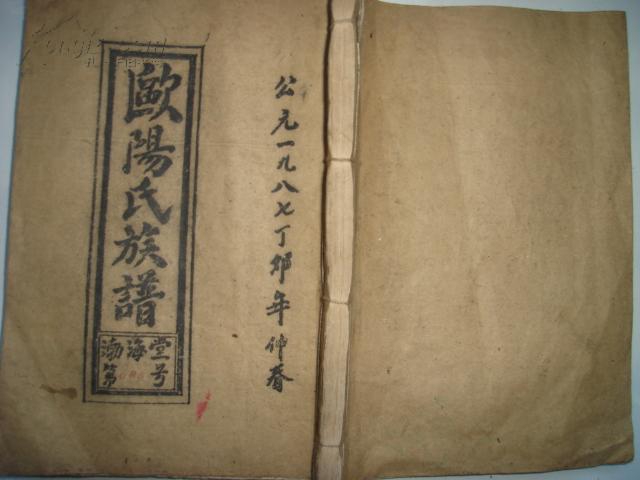 公元一九八七丁卯年仲春
歐陽氏族譜
渤海堂
第 号